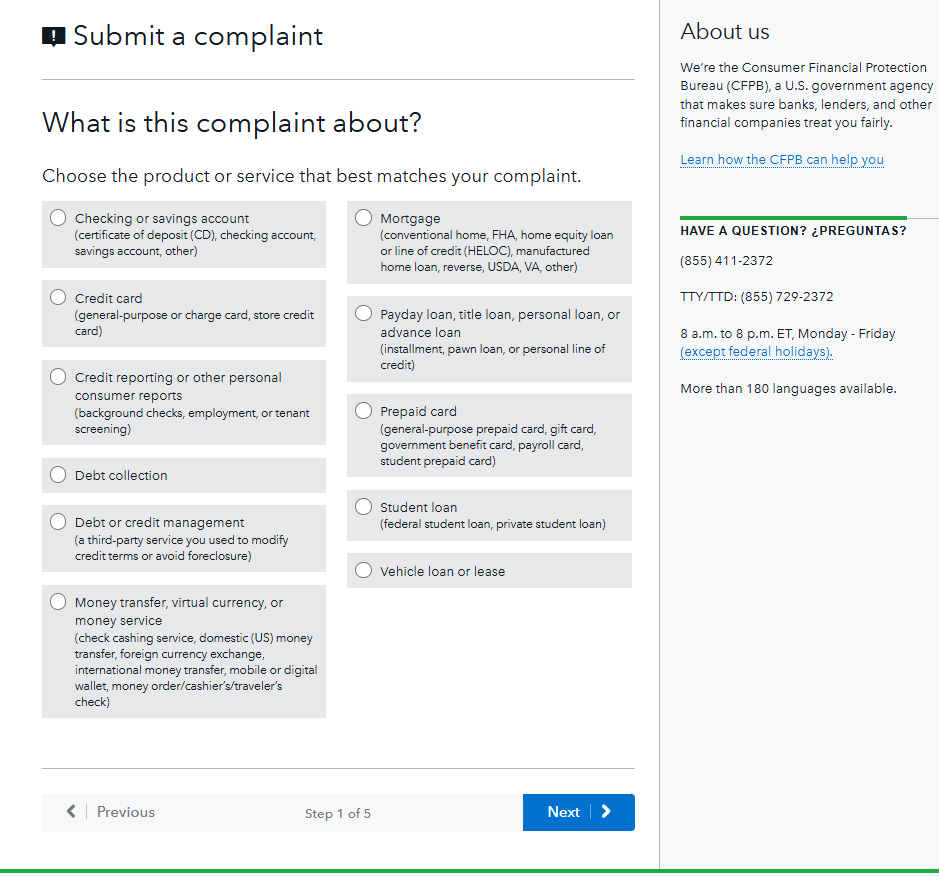 Submit a complaint
What is this complaint about?
Choose the product or service that best matches your complaint.
Checking or savings account
(certificate of deposit (CD), checking account,
savings account, other)
Credit card
(general-purpose or charge card, store credit
card)
Credit reporting or other personal
consumer reports
(background checks, employment, or tenant
screening)
Debt collection
Debt or credit management
(a third-party service you used to modify
credit terms or avoid foreclosure)
Money transfer, virtual currency, or
money service
(check cashing service, domestic (US) money
transfer, foreign currency exchange,
international money transfer, mobile or digital
wallet, money order/cashier's/traveler's
check)
Mortgage
(conventional home, FHA, home equity loan
or line of credit (HELOC), manufactured
home loan, reverse, USDA, VA, other)
Payday loan, title loan, personal loan, or
advance loan
(installment, pawn loan, or personal line of
credit)
Prepaid card
(general-purpose prepaid card, gift card,
government benefit card, payroll card,
student prepaid card)
Student loan
(federal student loan, private student loan)
Vehicle loan or lease
Previous
Step 1 of 5
Next
About us
We're the Consumer Financial Protection
Bureau (CFPB), a U.S. government agency
that makes sure banks, lenders, and other
financial companies treat you fairly.
Learn how the CFPB can help you
HAVE A QUESTION? ¿PREGUNTAS?
(855) 411-2372
TTY/TTD: (855) 729-2372
8 a.m. to 8 p.m. ET, Monday - Friday
(except federal holidays).
More than 180 languages available.